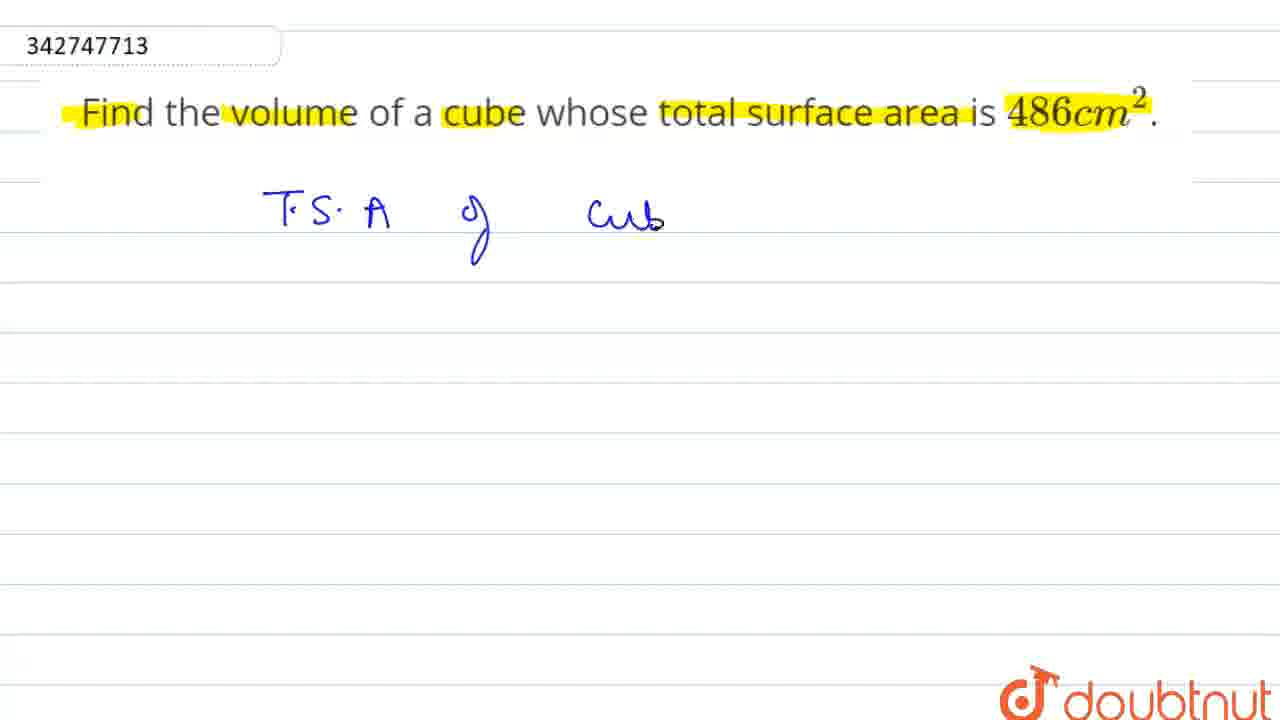 342747713
Find the volume of a cube whose total surface area is 486cm².
T.S.A of Cub
doubtnut